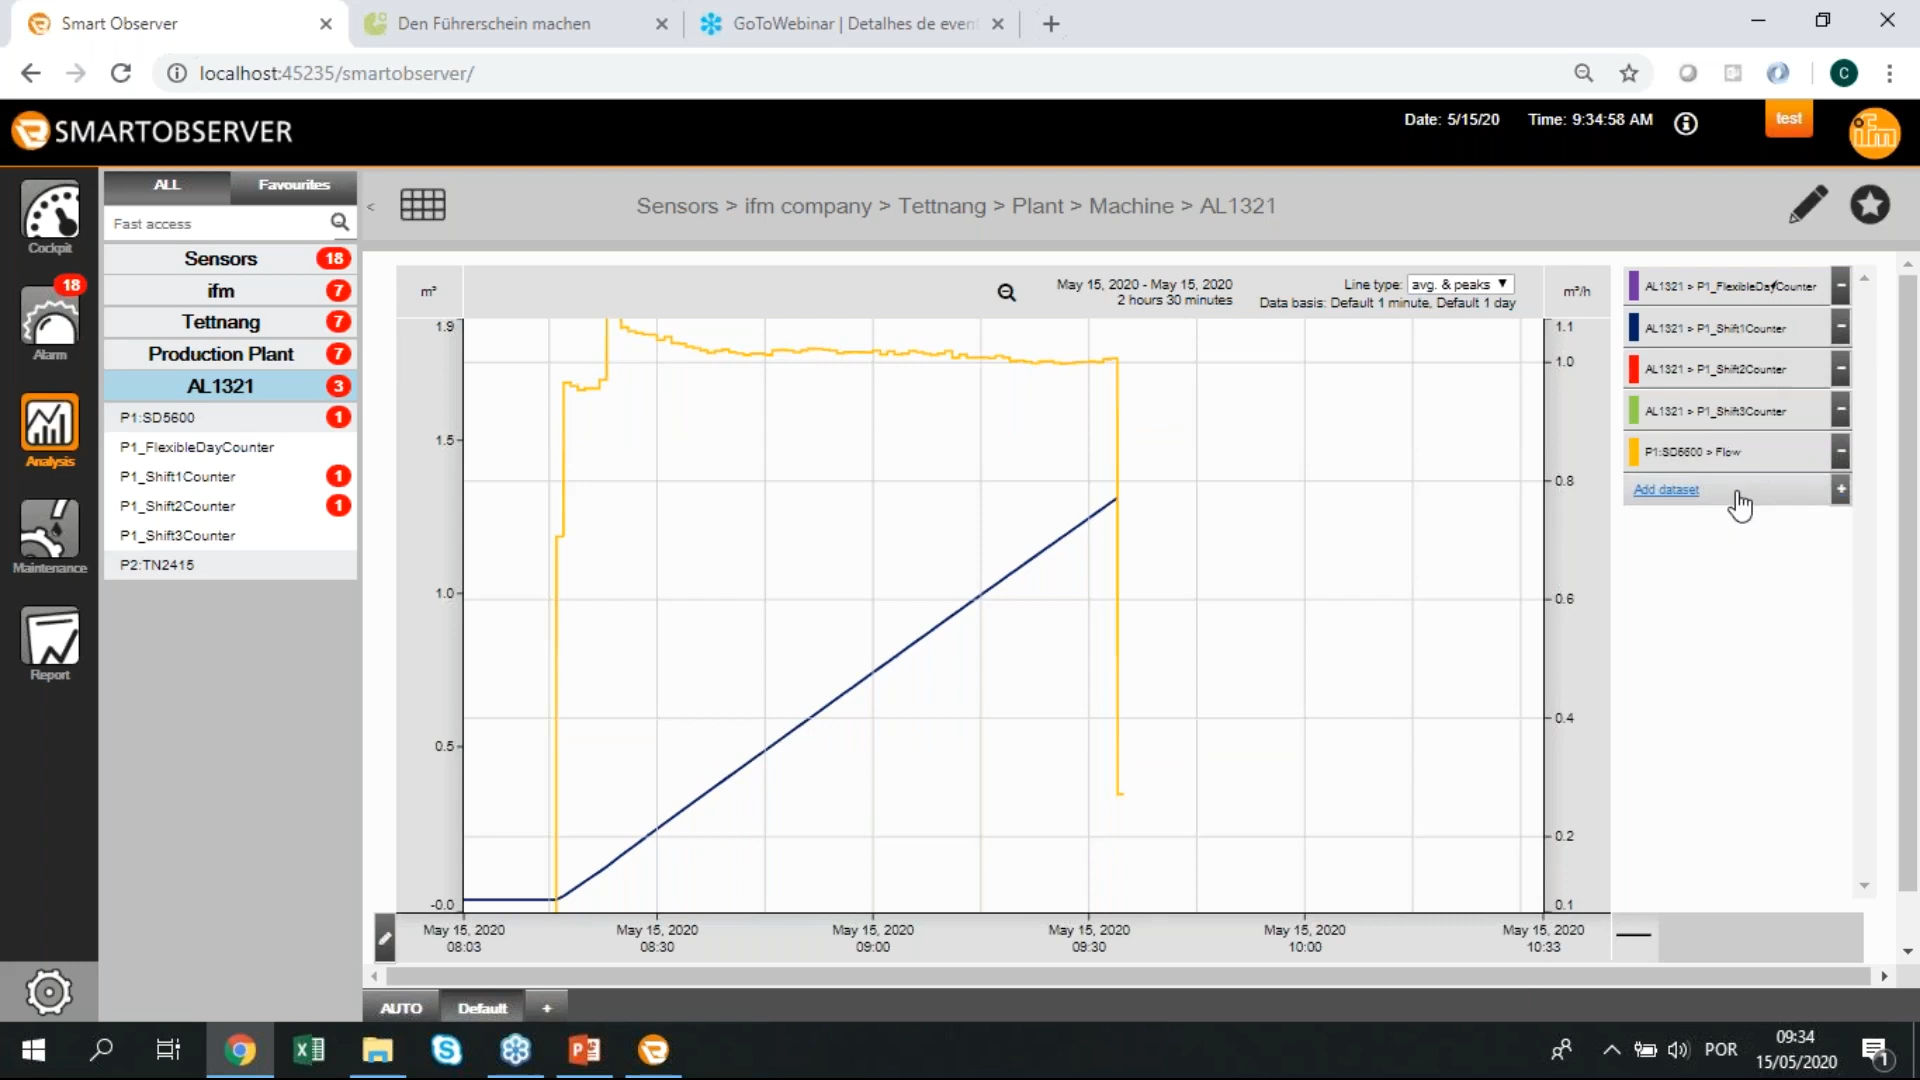 Smart Observer
Den Führerschein machen
GoToWebinar | Detalhes de even
localhost:45235/smartobserver/
C
SMARTOBSERVER
Date: 5/15/20
Time: 9:34:58 AM
test
ifm
Cockpit
18
Alarm
Analysis
Maintenance
Report
ALL
Favourites
Fast access
Sensors 18
ifm 7
Tettnang 7
Production Plant 7
AL1321 3
P1:SD5600 1
P1_FlexibleDayCounter
P1_Shift1Counter 1
P1_Shift2Counter 1
P1_Shift3Counter
P2:TN2415
<
Sensors > ifm company > Tettnang > Plant > Machine > AL1321
m³
May 15, 2020 - May 15, 2020
2 hours 30 minutes
Line type: avg. & peaks
Data basis: Default 1 minute, Default 1 day
m³/h
1.9
1.5
1.0
0.5
-0.0
1.1
1.0
0.8
0.6
0.4
0.2
0.1
May 15, 2020
08:03
May 15, 2020
08:30
May 15, 2020
09:00
May 15, 2020
09:30
May 15, 2020
10:00
May 15, 2020
10:33
AL1321 > P1_FlexibleDayCounter
AL1321 > P1_Shift1Counter
AL1321 > P1_Shift2Counter
AL1321 > P1_Shift3Counter
P1:SD5600 > Flow
Add dataset +
AUTO
Default
+
POR
09:34
15/05/2020
1